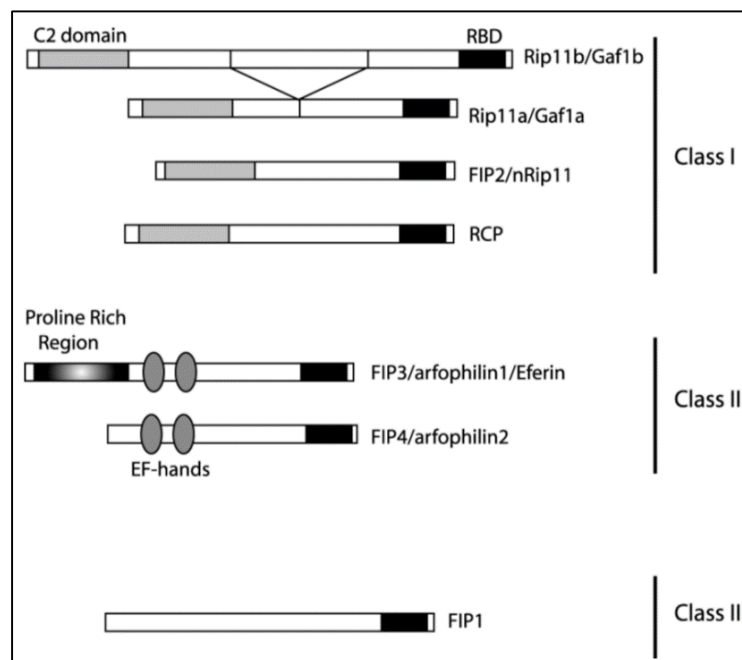 C2 domain
RBD
Rip11b/Gaf1b
Rip11a/Gaf1a
Class I
FIP2/nRip11
RCP
Proline Rich
Region
FIP3/arfophilin1/Eferin
Class II
FIP4/arfophilin2
EF-hands
Class II
FIP1